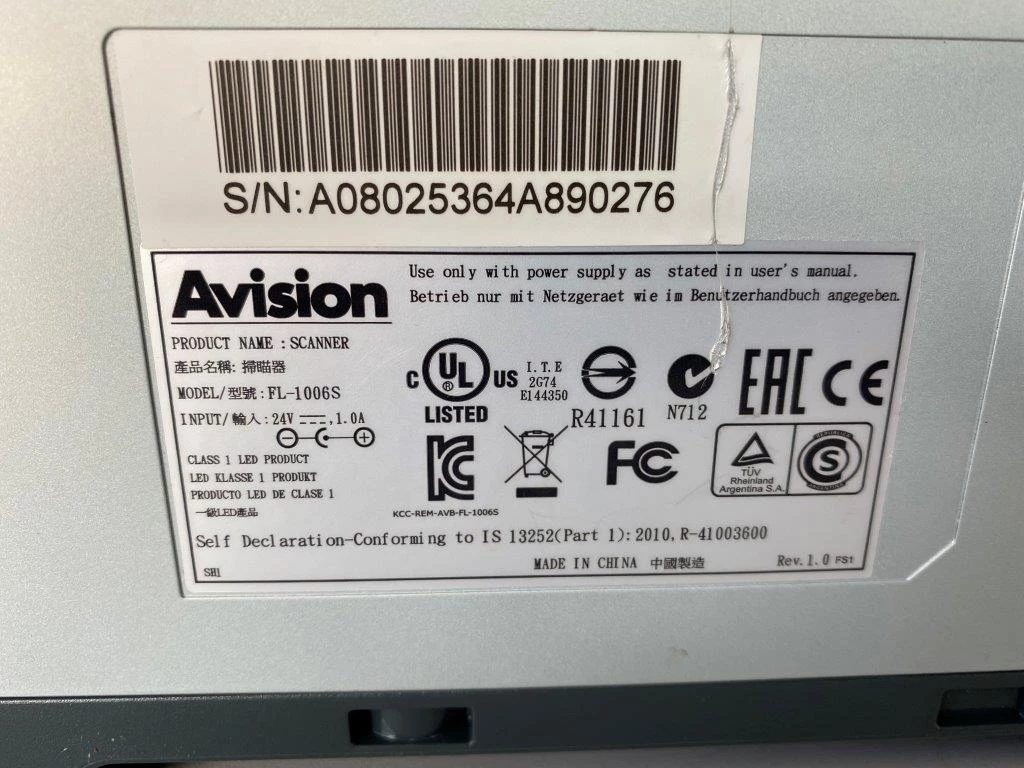 S/N: A08025364A890276
Avision
Use only with power supply as stated in user's manual.
Betrieb nur mit Netzgeraet wie im Benutzerhandbuch angegeben.
PRODUCT NAME : SCANNER
產品名稱: 掃瞄器
MODEL/型號: FL-1006S
INPUT/輸入: 24V ⎓, 1.0A
CLASS 1 LED PRODUCT
LED KLASSE 1 PRODUKT
PRODUCTO LED DE CLASE 1
一級LED產品
C UL US
®
LISTED
I.T.E
2G74
E144350
R41161
N712
EAC CE
KC
KCC-REM-AVB-FL-1006S
FC
TÜV
Rheinland
Argentina S.A.
REPUBLICA
S
ARGENTINA
Self Declaration-Conforming to IS 13252(Part 1): 2010, R-41003600
MADE IN CHINA 中國製造
SH1
Rev.1.0 FS1